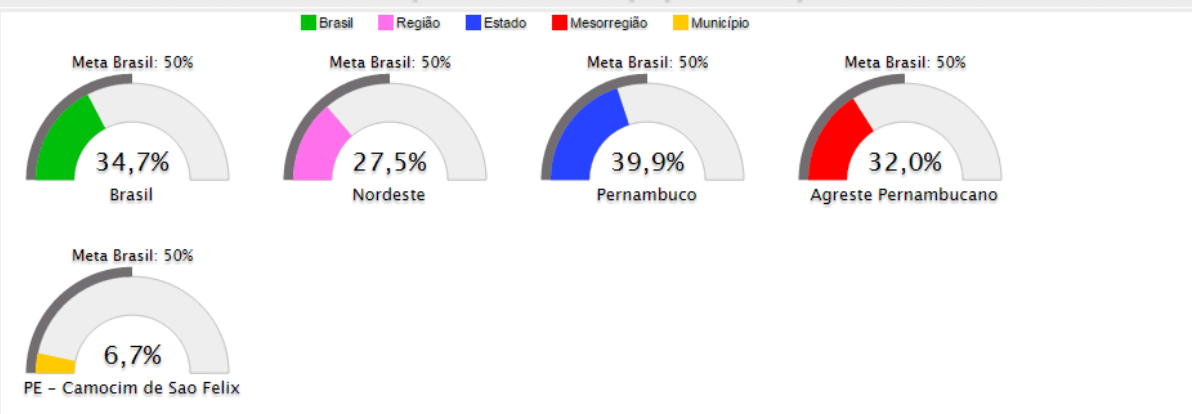 Brasil Região Estado Mesorregião Município
Meta Brasil: 50% Meta Brasil: 50% Meta Brasil: 50% Meta Brasil: 50%
34,7% 27,5% 39,9% 32,0%
Brasil Nordeste Pernambuco Agreste Pernambucano
Meta Brasil: 50%
6,7%
PE - Camocim de Sao Felix